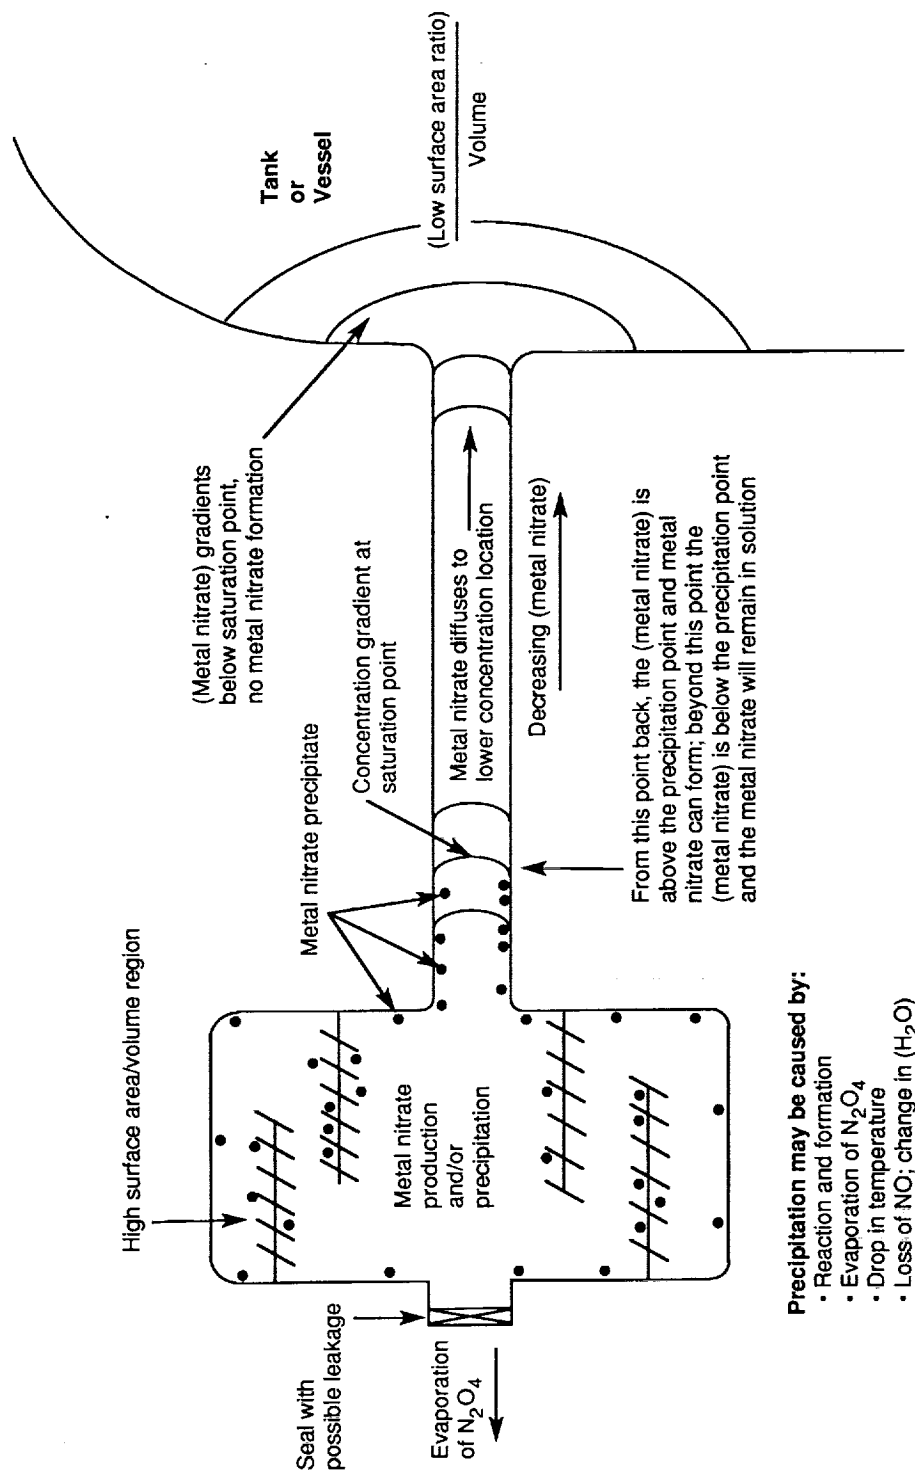 Seal with
possible leakage
Evaporation
of N₂O₄
High surface area/volume region
Metal nitrate
production
and/or
precipitation
Metal nitrate precipitate
Concentration gradient at
saturation point
(Metal nitrate) gradients
below saturation point,
no metal nitrate formation
Metal nitrate diffuses to
lower concentration location
Decreasing (metal nitrate)
From this point back, the (metal nitrate) is
above the precipitation point and metal
nitrate can form; beyond this point the
(metal nitrate) is below the precipitation point
and the metal nitrate will remain in solution
Tank
or
Vessel
(Low surface area ratio)
Volume
Precipitation may be caused by:
• Reaction and formation
• Evaporation of N₂O₄
• Drop in temperature
• Loss of NO; change in (H₂O)